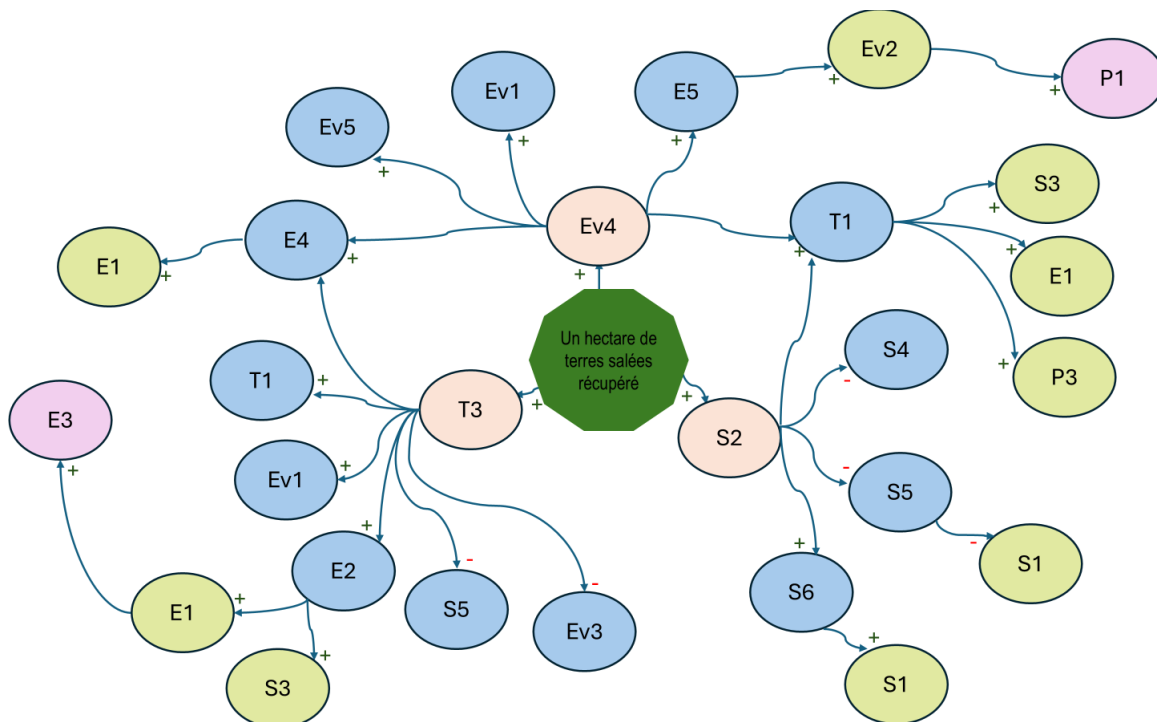 Ev2
P1
Ev1
E5
+
+
Ev5
+
+
+
S3
Ev4
T1
+
E4
+
+
E1
+
+
+
E1
+
Un hectare de
terres salées
récupéré
S4
+
P3
T1
+
-
+
+
E3
T3
+
S2
+
Ev1
+
-
S5
+
+
+
-
S1
E2
-
-
S6
+
E1
S5
Ev3
+
+
S3
S1